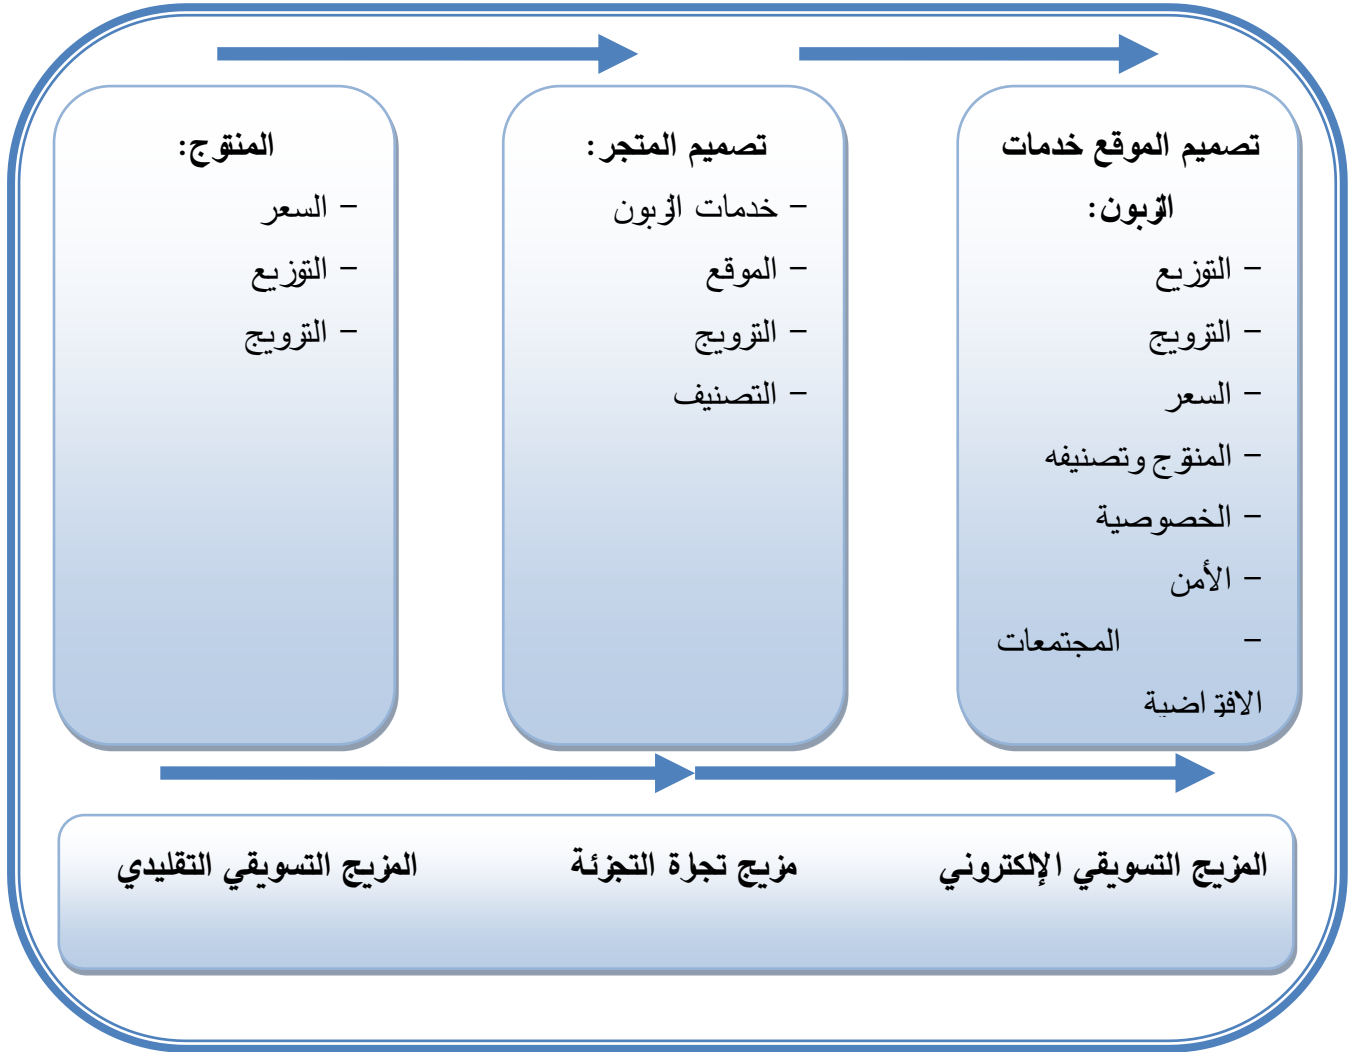 تصميم الموقع خدمات
الزبون:
– التوزيع
– الترويج
– السعر
– المنتوج وتصنيفه
– الخصوصية
– الأمن
– المجتمعات
الافتراضية
تصميم المتجر:
– خدمات الزبون
– الموقع
– الترويج
– التصنيف
المنتوج:
– السعر
– التوزيع
– الترويج
المزيج التسويقي الإلكتروني مزيج تجارة التجزئة المزيج التسويقي التقليدي